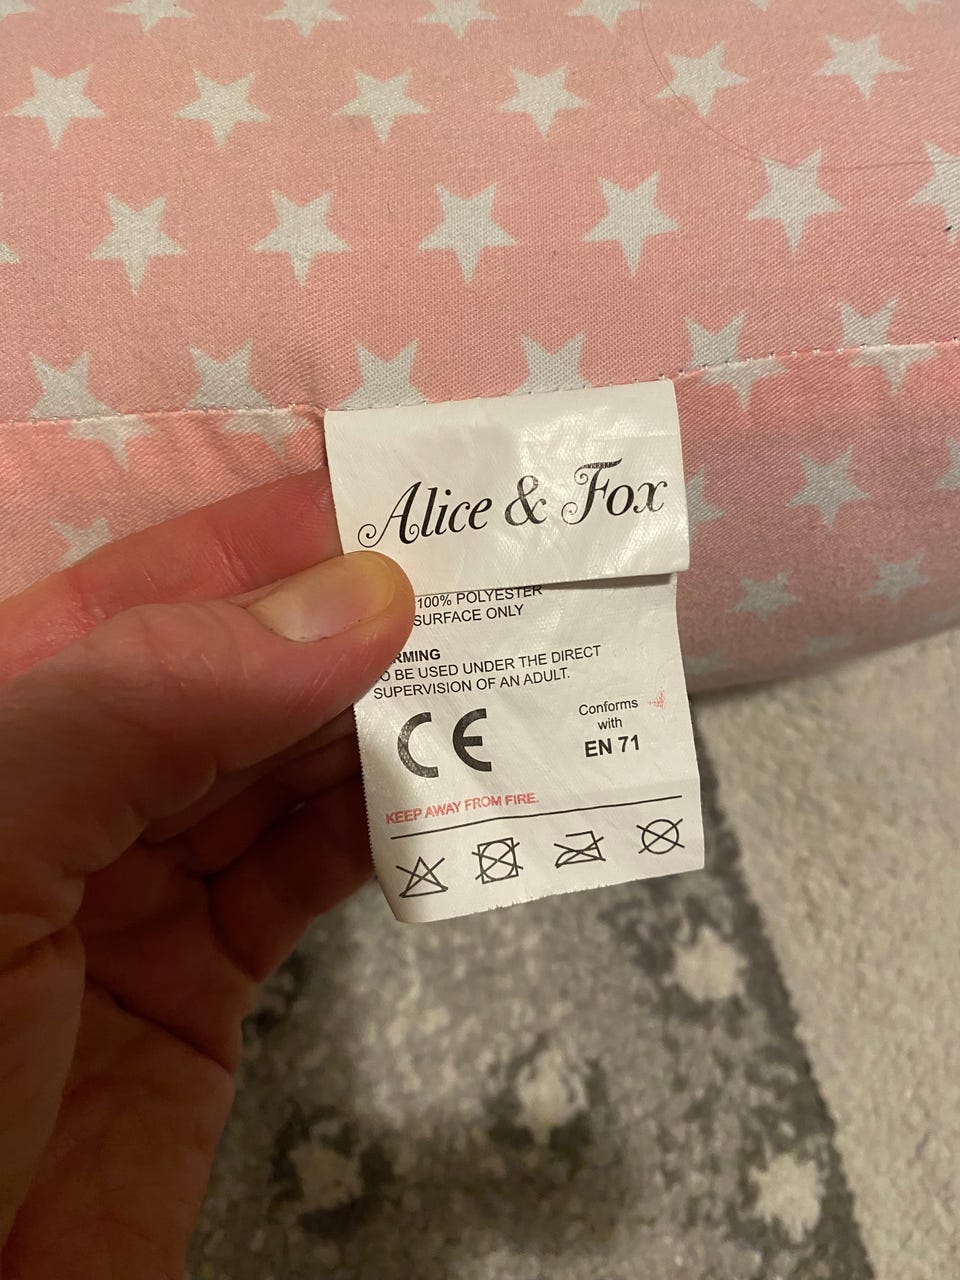 Alice & Fox
100% POLYESTER
SURFACE ONLY
RMING
O BE USED UNDER THE DIRECT
SUPERVISION OF AN ADULT.
CE
Conforms
with
EN 71
KEEP AWAY FROM FIRE.